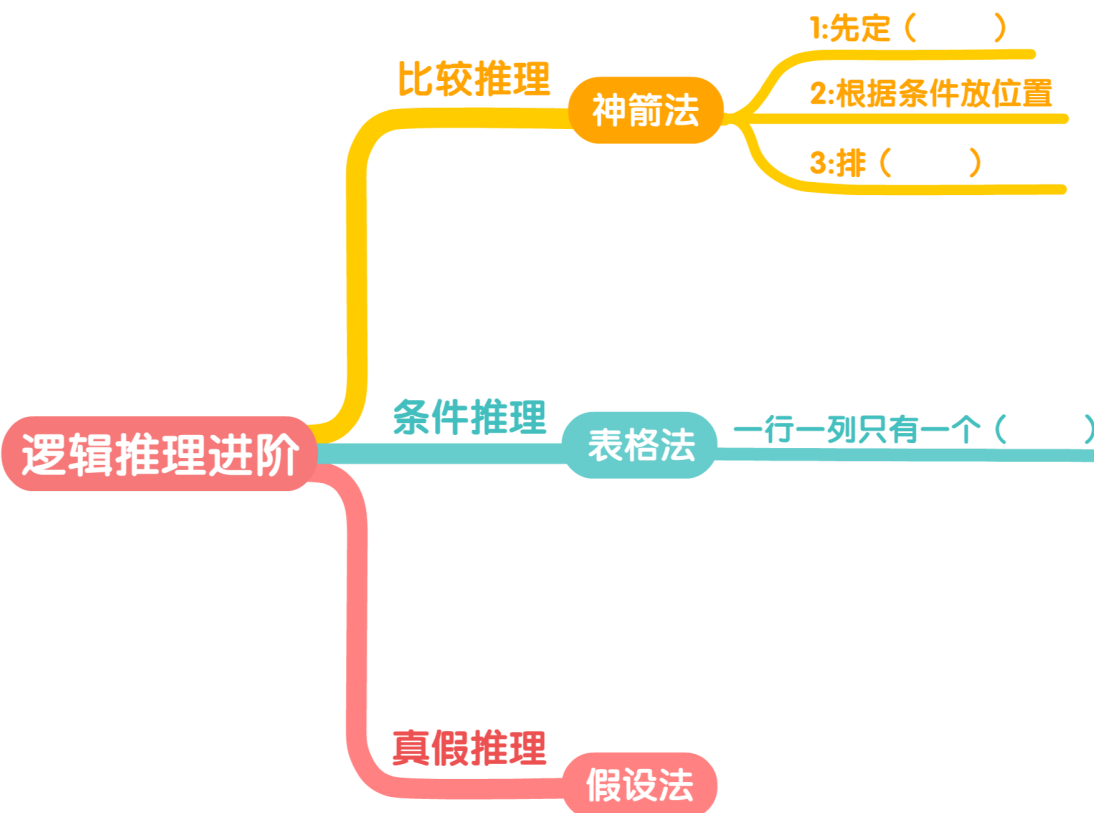 逻辑推理进阶
比较推理
神箭法
1:先定（　　）
2:根据条件放位置
3:排（　　）
条件推理
表格法
一行一列只有一个（　　）
真假推理
假设法